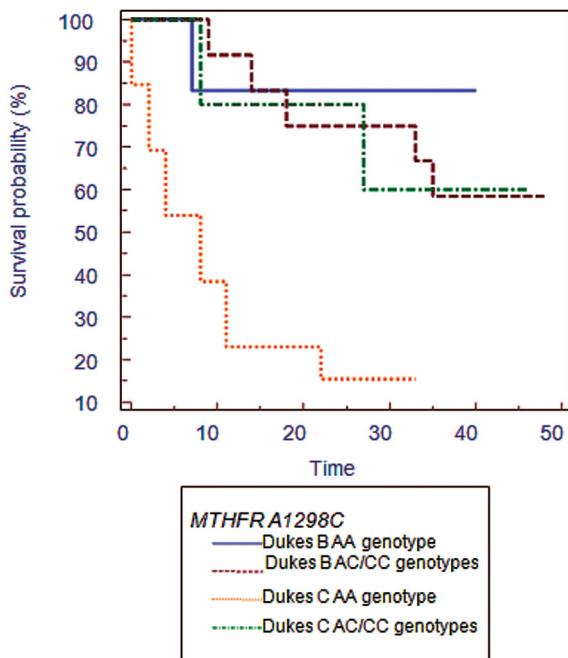 100
90
80
70
60
50
40
30
20
10
Survival probability (%)
0 10 20 30 40 50
Time
MTHFR A1298C
Dukes B AA genotype
Dukes B AC/CC genotypes
Dukes C AA genotype
Dukes C AC/CC genotypes